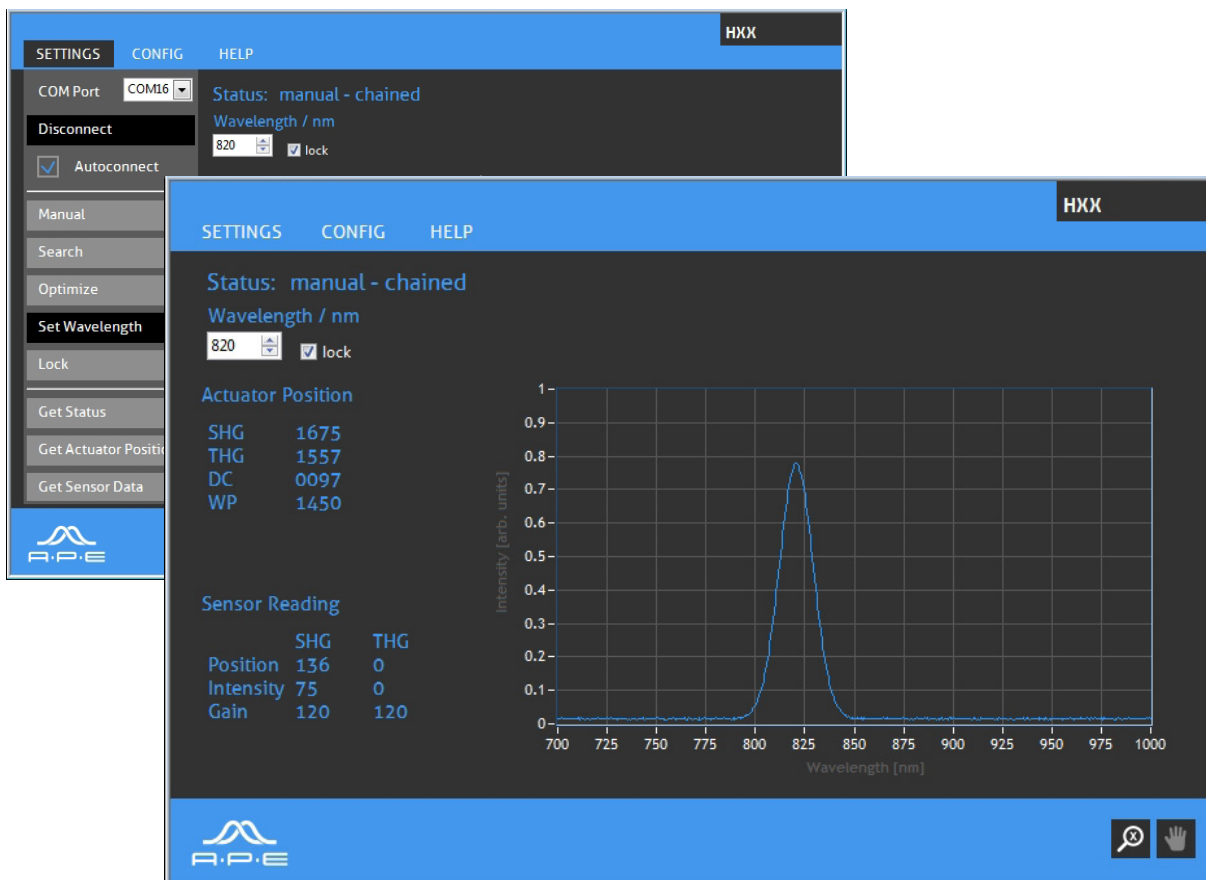 HXX
SETTINGS CONFIG HELP
COM Port COM16
Status: manual - chained
Disconnect
Wavelength / nm
820 lock
Autoconnect
Manual
Search
Optimize
Set Wavelength
Lock
Get Status
Get Actuator Positio
Get Sensor Data
A·P·E
HXX
SETTINGS CONFIG HELP
Status: manual - chained
Wavelength / nm
820 lock
Actuator Position
SHG 1675
THG 1557
DC 0097
WP 1450
Sensor Reading
SHG THG
Position 136 0
Intensity 75 0
Gain 120 120
Intensity [arb. units]
1
0.9
0.8
0.7
0.6
0.5
0.4
0.3
0.2
0.1
0
700 725 750 775 800 825 850 875 900 925 950 975 1000
Wavelength [nm]
A·P·E